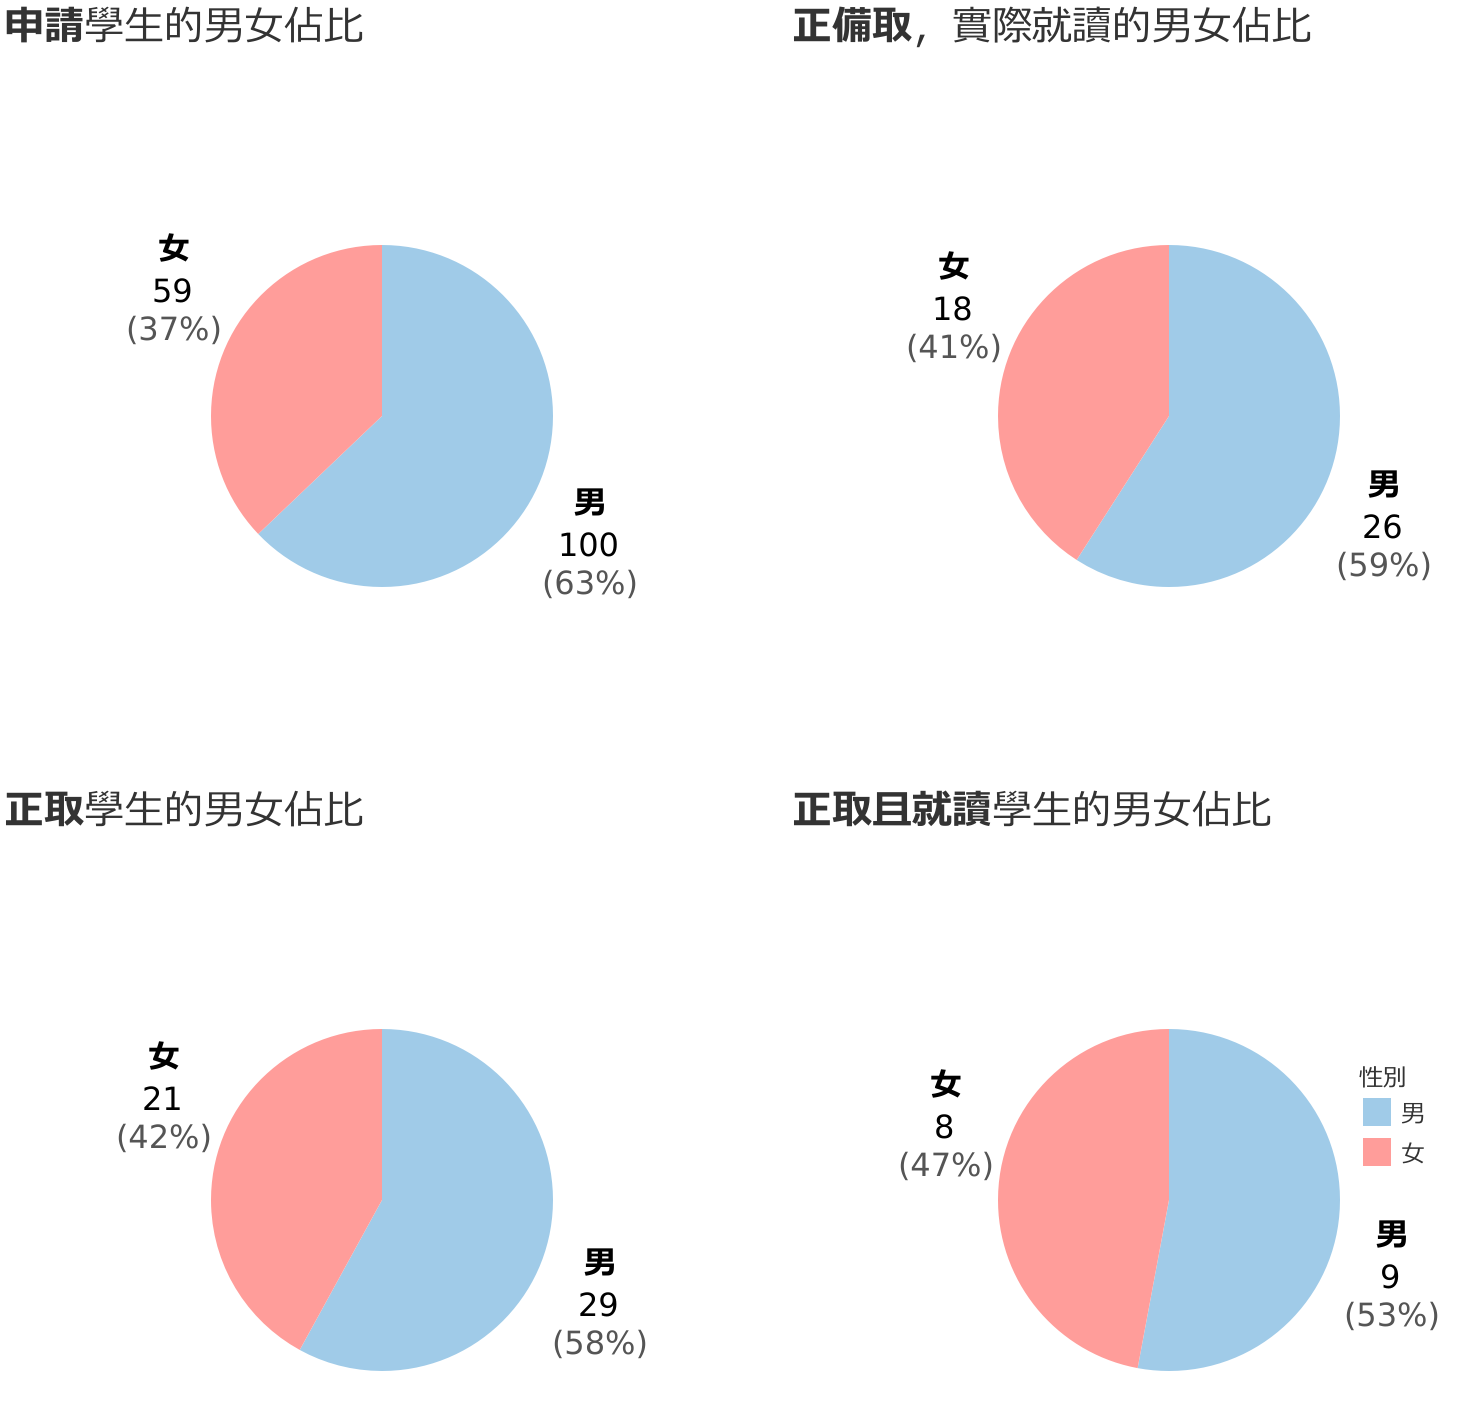 申請學生的男女佔比
女
59
(37%)
男
100
(63%)
正備取，實際就讀的男女佔比
女
18
(41%)
男
26
(59%)
正取學生的男女佔比
女
21
(42%)
男
29
(58%)
正取且就讀學生的男女佔比
女
8
(47%)
性別
男
女
男
9
(53%)